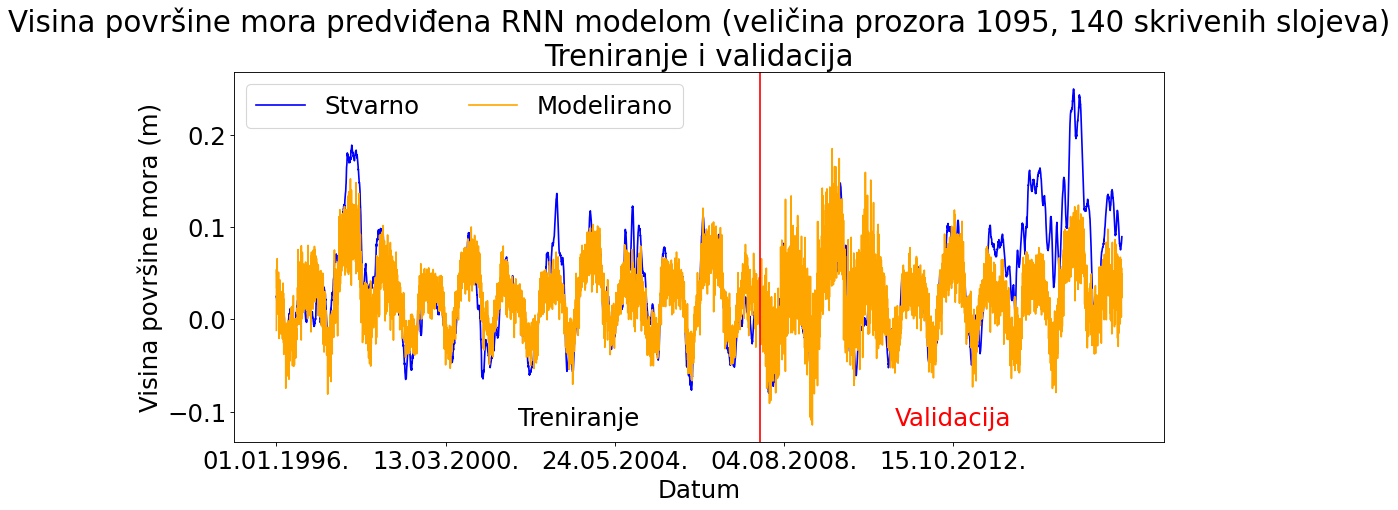 Visina površine mora predviđena RNN modelom (veličina prozora 1095, 140 skrivenih slojeva)
Treniranje i validacija
Stvarno
Modelirano
Visina površine mora (m)
0.2
0.1
0.0
−0.1
Treniranje
Validacija
01.01.1996.
13.03.2000.
24.05.2004.
04.08.2008.
15.10.2012.
Datum